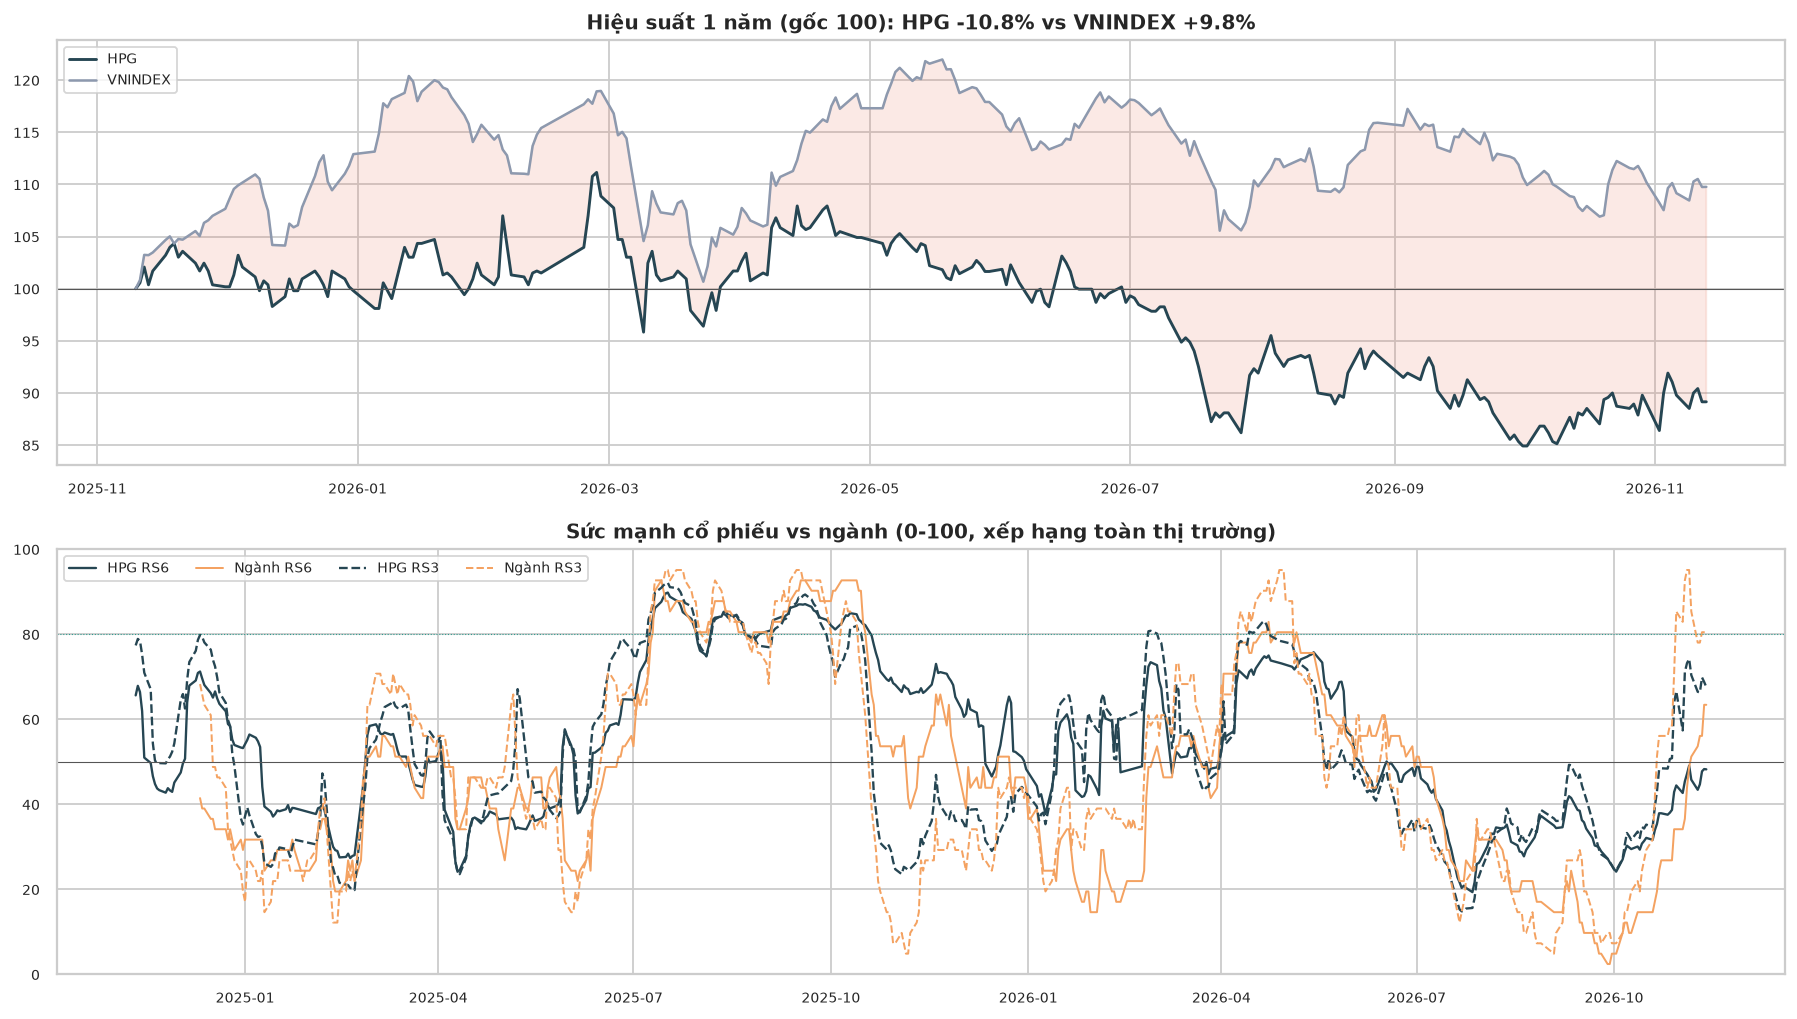 Hiệu suất 1 năm (gốc 100): HPG -10.8% vs VNINDEX +9.8%
HPG
VNINDEX
120
115
110
105
100
95
90
85
2025-11 2026-01 2026-03 2026-05 2026-07 2026-09 2026-11
Sức mạnh cổ phiếu vs ngành (0-100, xếp hạng toàn thị trường)
HPG RS6 Ngành RS6 HPG RS3 Ngành RS3
100
80
60
40
20
0
2025-01 2025-04 2025-07 2025-10 2026-01 2026-04 2026-07 2026-10